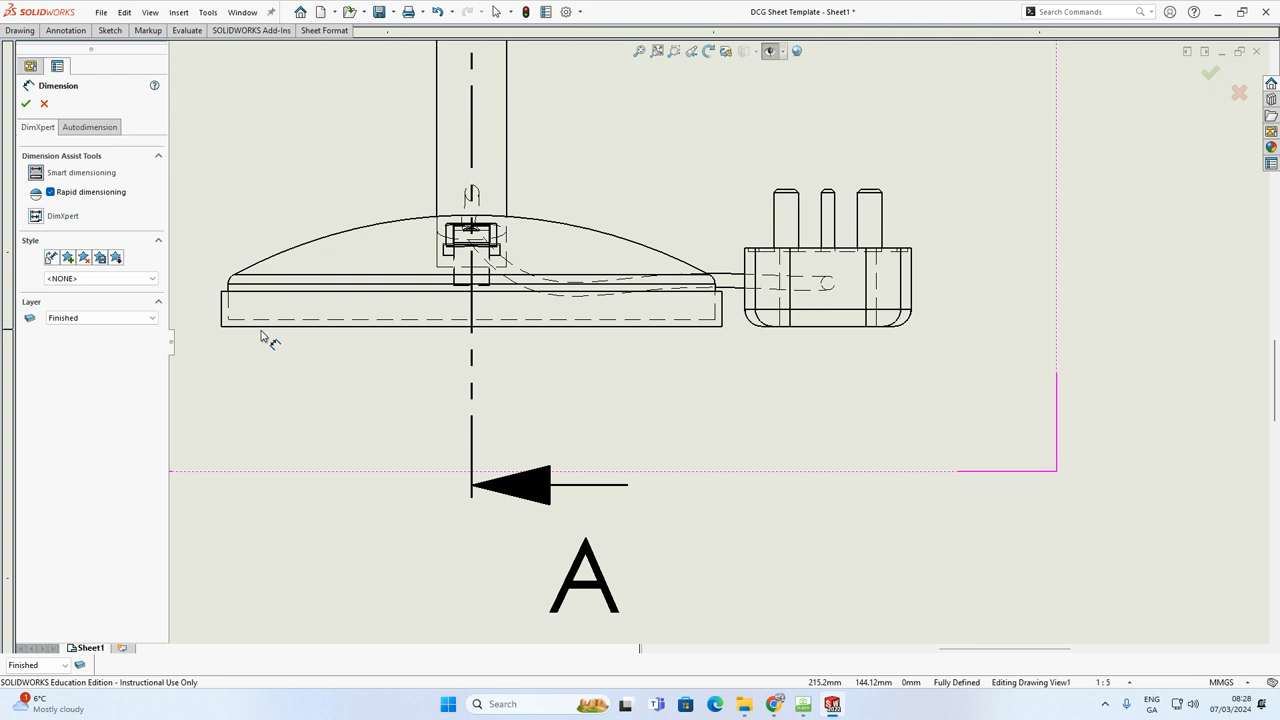 SOLIDWORKS File Edit View Insert Tools Window DCG Sheet Template - Sheet1 * Search Commands
Drawing Annotation Sketch Markup Evaluate SOLIDWORKS Add-Ins Sheet Format
Dimension
DimXpert Autodimension
Dimension Assist Tools
Smart dimensioning
Rapid dimensioning
DimXpert
Style
<NONE>
Layer
Finished
A
Sheet1
Finished
SOLIDWORKS Education Edition - Instructional Use Only 215.2mm 144.12mm 0mm Fully Defined Editing Drawing View1 1 : 5 MMGS
1 6°C
Mostly cloudy
Search
ENG
GA
08:28
07/03/2024